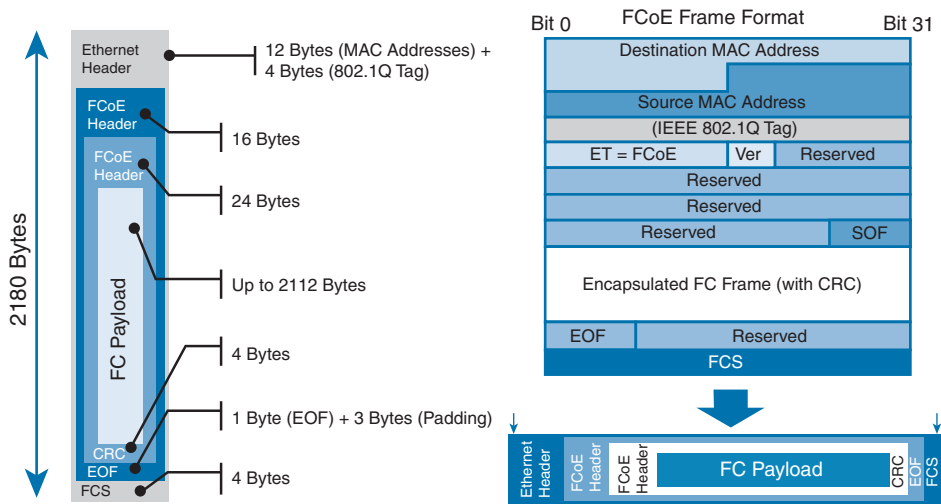 2180 Bytes
Ethernet
Header
12 Bytes (MAC Addresses) +
4 Bytes (802.1Q Tag)
FCoE
Header
16 Bytes
FCoE
Header
24 Bytes
FC Payload
Up to 2112 Bytes
4 Bytes
1 Byte (EOF) + 3 Bytes (Padding)
CRC
EOF
FCS
4 Bytes
Bit 0
FCoE Frame Format
Bit 31
Destination MAC Address
Source MAC Address
(IEEE 802.1Q Tag)
ET = FCoE
Ver
Reserved
Reserved
Reserved
Reserved
SOF
Encapsulated FC Frame (with CRC)
EOF
Reserved
FCS
Ethernet
Header
FCoE
Header
FCoE
Header
FC Payload
CRC
EOF
FCS